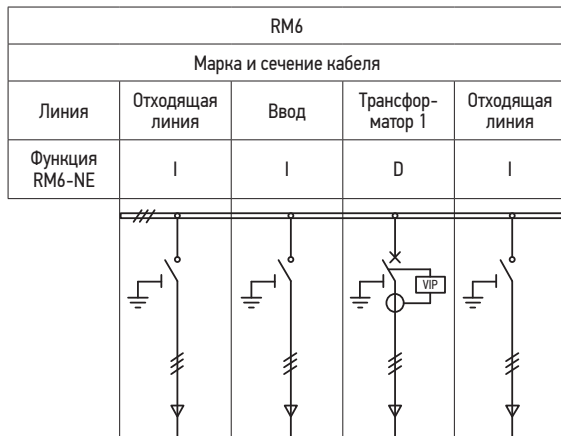 RM6
Марка и сечение кабеля
Линия
Отходящая
линия
Ввод
Трансфор-
матор 1
Отходящая
линия
Функция
RM6-NE
I
I
D
I
VIP